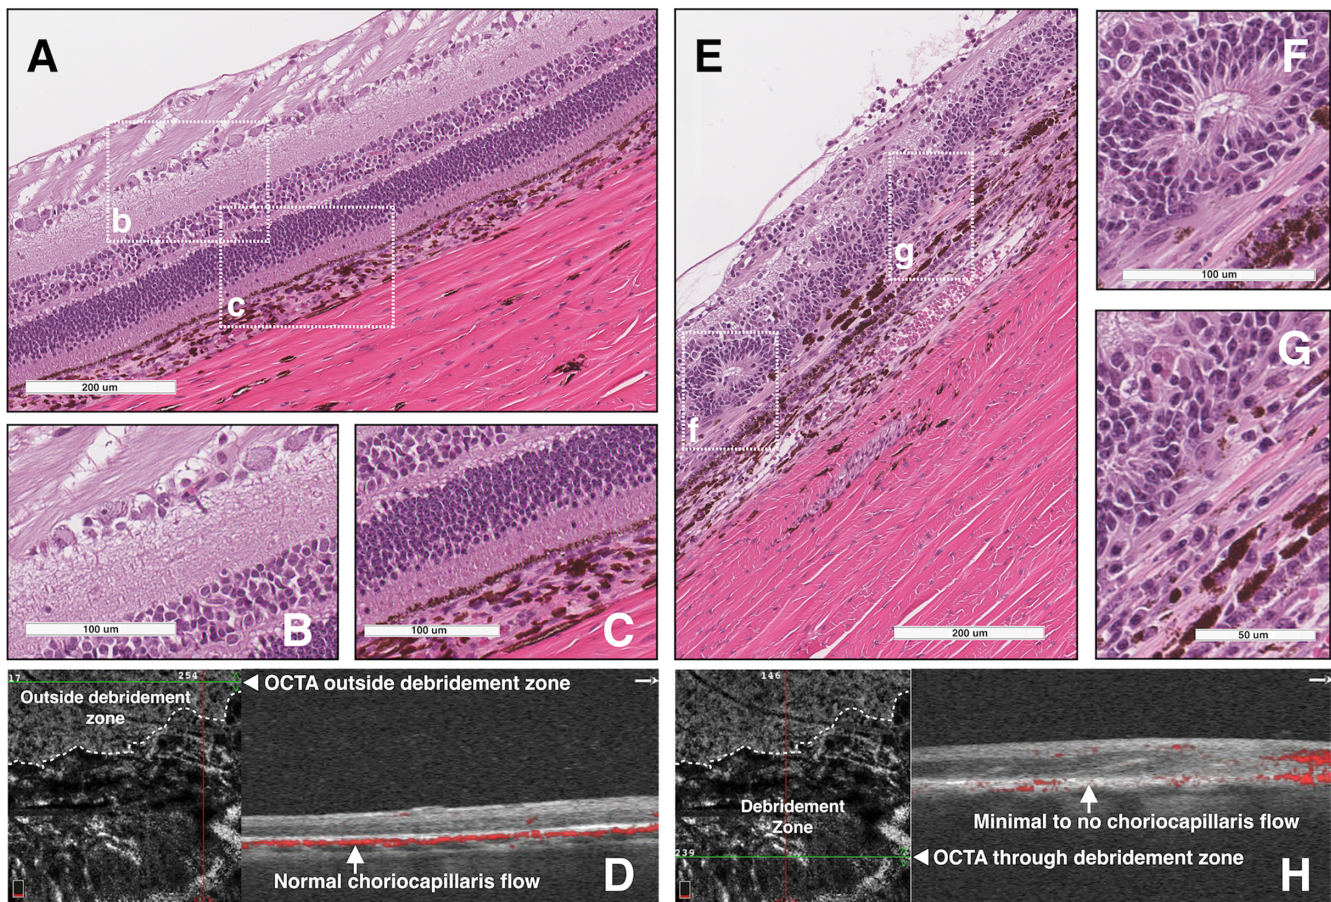 A
b
c
200 um
B
100 um
C
100 um
E
g
f
200 um
F
100 um
G
50 um
17
254
Outside debridement
zone
OCTA outside debridement zone
Normal choriocapillaris flow
D
146
Debridement
Zone
239
Minimal to no choriocapillaris flow
OCTA through debridement zone
H